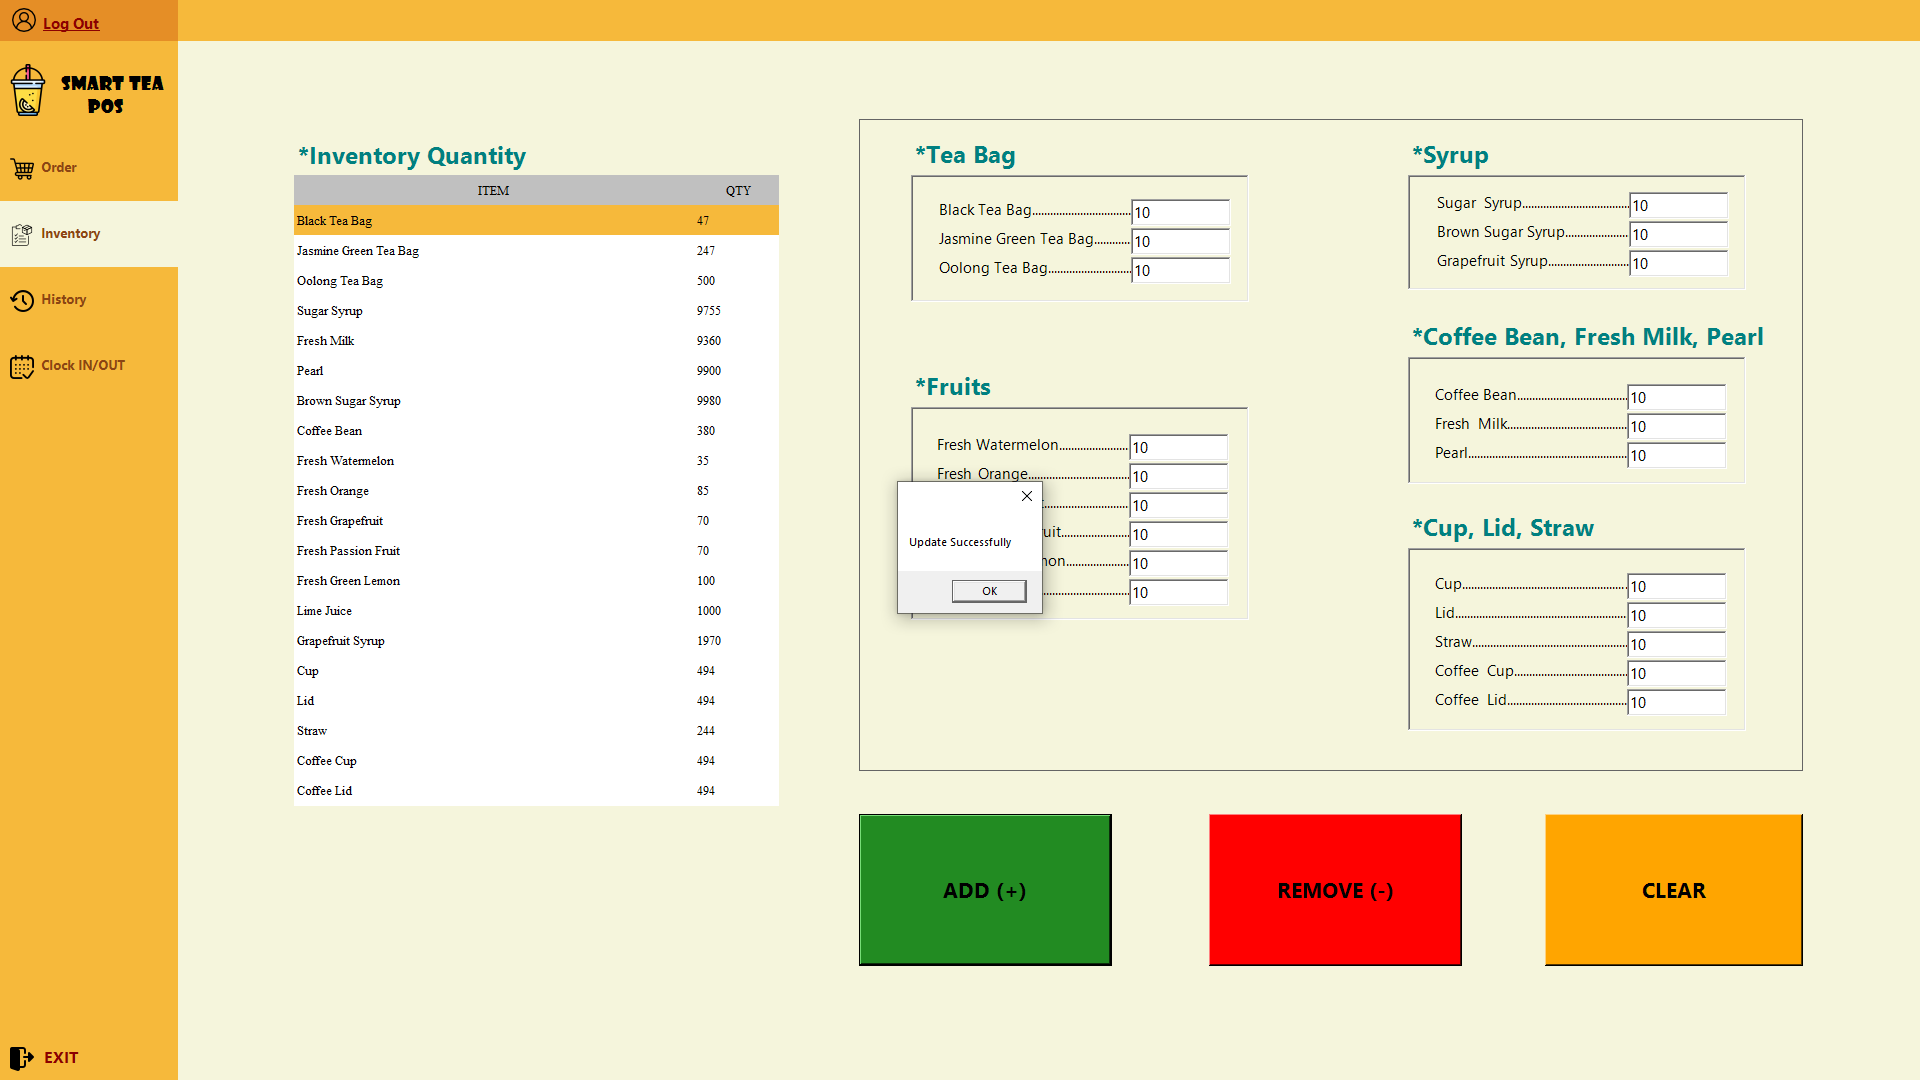 Log Out
SMART TEA
POS
Order
Inventory
History
Clock IN/OUT
EXIT
*Inventory Quantity
ITEM QTY
Black Tea Bag 47
Jasmine Green Tea Bag 247
Oolong Tea Bag 500
Sugar Syrup 9755
Fresh Milk 9360
Pearl 9900
Brown Sugar Syrup 9980
Coffee Bean 380
Fresh Watermelon 35
Fresh Orange 85
Fresh Grapefruit 70
Fresh Passion Fruit 70
Fresh Green Lemon 100
Lime Juice 1000
Grapefruit Syrup 1970
Cup 494
Lid 494
Straw 244
Coffee Cup 494
Coffee Lid 494
*Tea Bag
Black Tea Bag................................ 10
Jasmine Green Tea Bag............ 10
Oolong Tea Bag........................... 10
*Fruits
Fresh Watermelon....................... 10
Fresh Orange................................. 10
............................ 10
uit...................... 10
on..................... 10
............................ 10
Update Successfully
OK
*Syrup
Sugar Syrup................................... 10
Brown Sugar Syrup..................... 10
Grapefruit Syrup........................... 10
*Coffee Bean, Fresh Milk, Pearl
Coffee Bean.................................... 10
Fresh Milk....................................... 10
Pearl.................................................... 10
*Cup, Lid, Straw
Cup...................................................... 10
Lid........................................................ 10
Straw................................................... 10
Coffee Cup..................................... 10
Coffee Lid....................................... 10
ADD (+)
REMOVE (-)
CLEAR